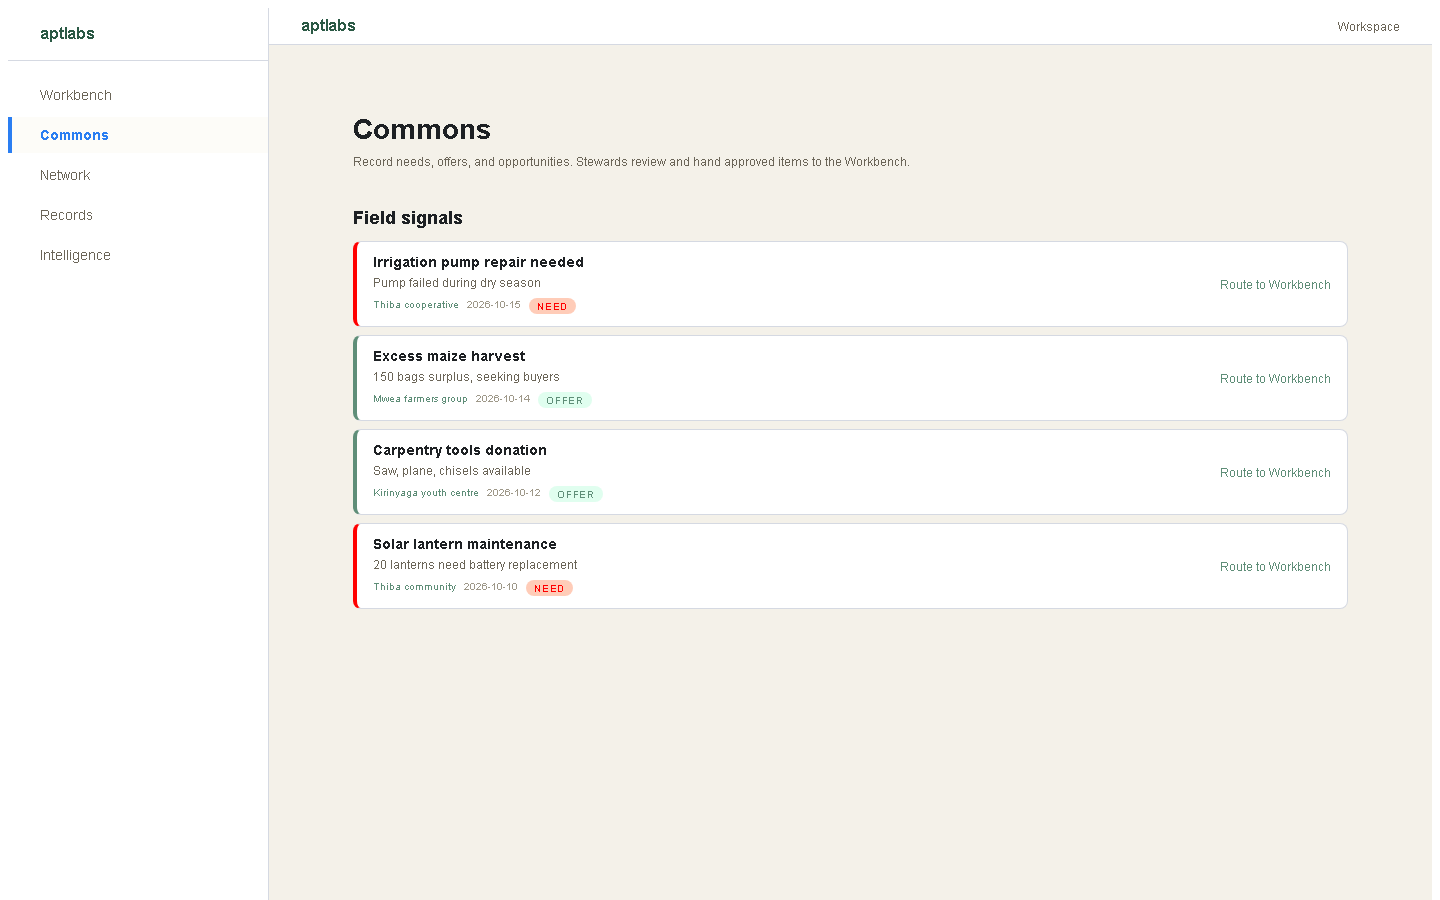 aptlabs
Workbench
Commons
Network
Records
Intelligence
aptlabs
Workspace
Commons
Record needs, offers, and opportunities. Stewards review and hand approved items to the Workbench.
Field signals
Irrigation pump repair needed
Pump failed during dry season
Thiba cooperative 2026-10-15 NEED
Route to Workbench
Excess maize harvest
150 bags surplus, seeking buyers
Mwea farmers group 2026-10-14 OFFER
Route to Workbench
Carpentry tools donation
Saw, plane, chisels available
Kirinyaga youth centre 2026-10-12 OFFER
Route to Workbench
Solar lantern maintenance
20 lanterns need battery replacement
Thiba community 2026-10-10 NEED
Route to Workbench